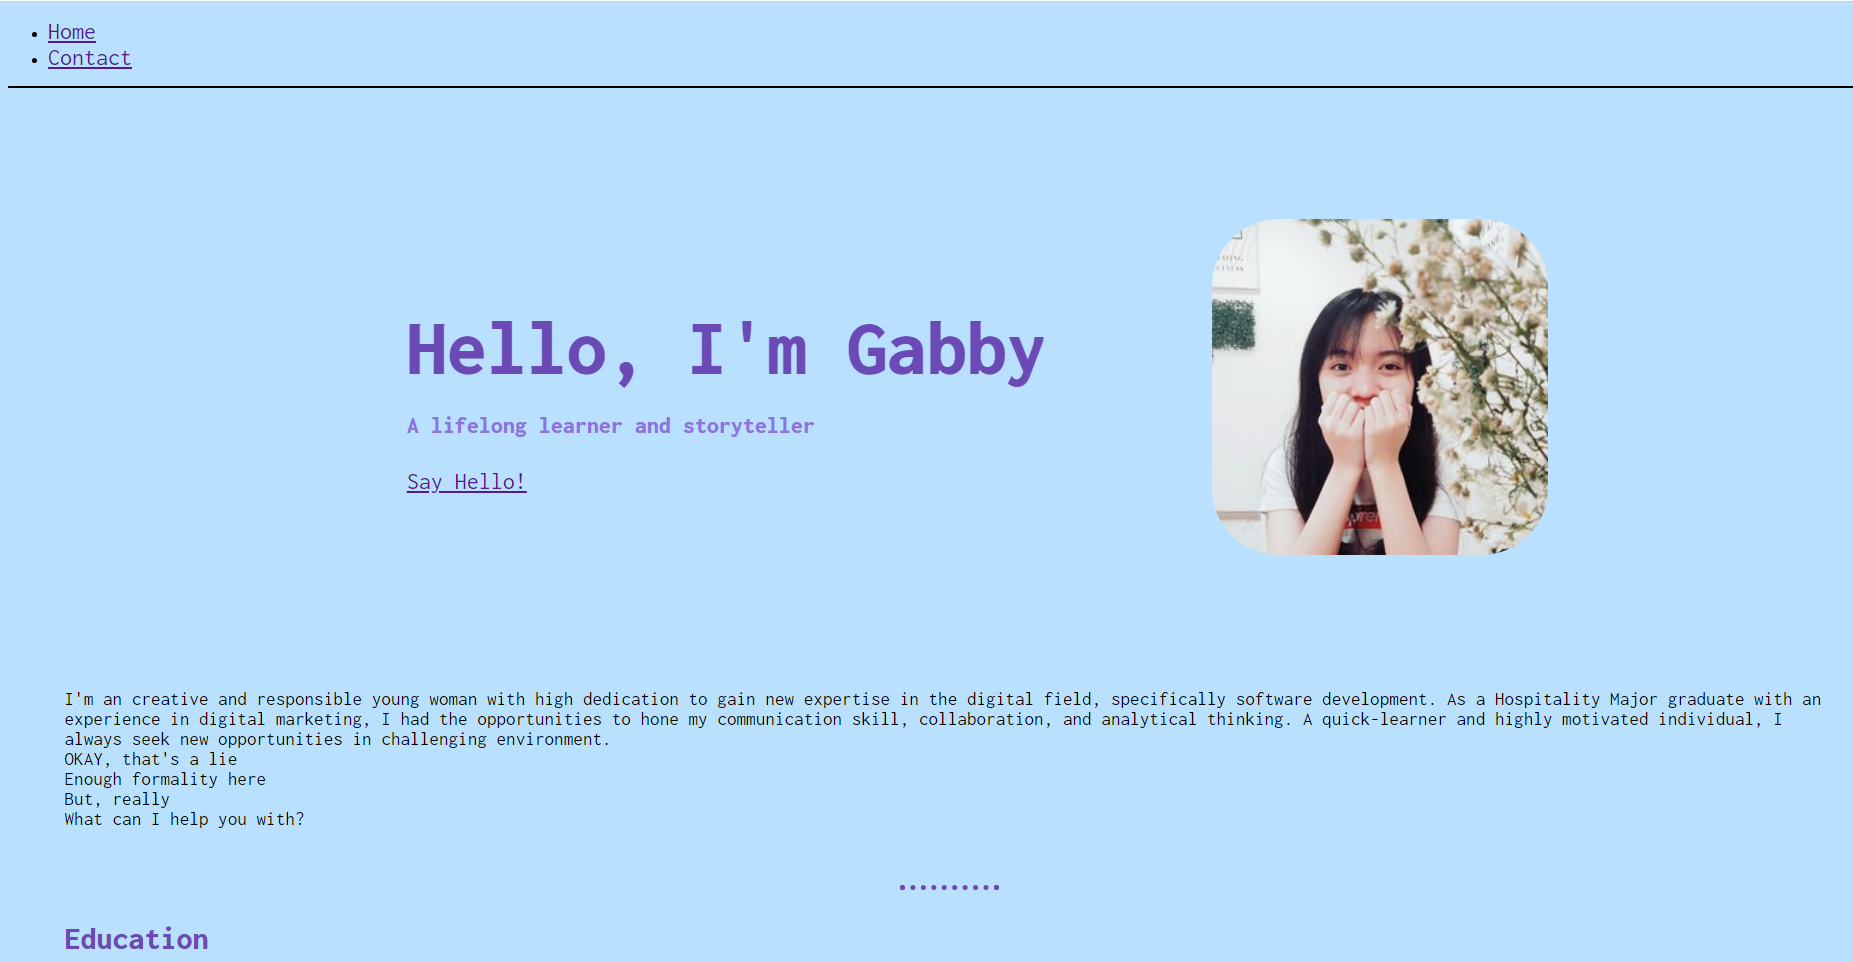 Home
Contact
Hello, I'm Gabby
A lifelong learner and storyteller
Say Hello!
I'm an creative and responsible young woman with high dedication to gain new expertise in the digital field, specifically software development. As a Hospitality Major graduate with an
experience in digital marketing, I had the opportunities to hone my communication skill, collaboration, and analytical thinking. A quick-learner and highly motivated individual, I
always seek new opportunities in challenging environment.
OKAY, that's a lie
Enough formality here
But, really
What can I help you with?
Education